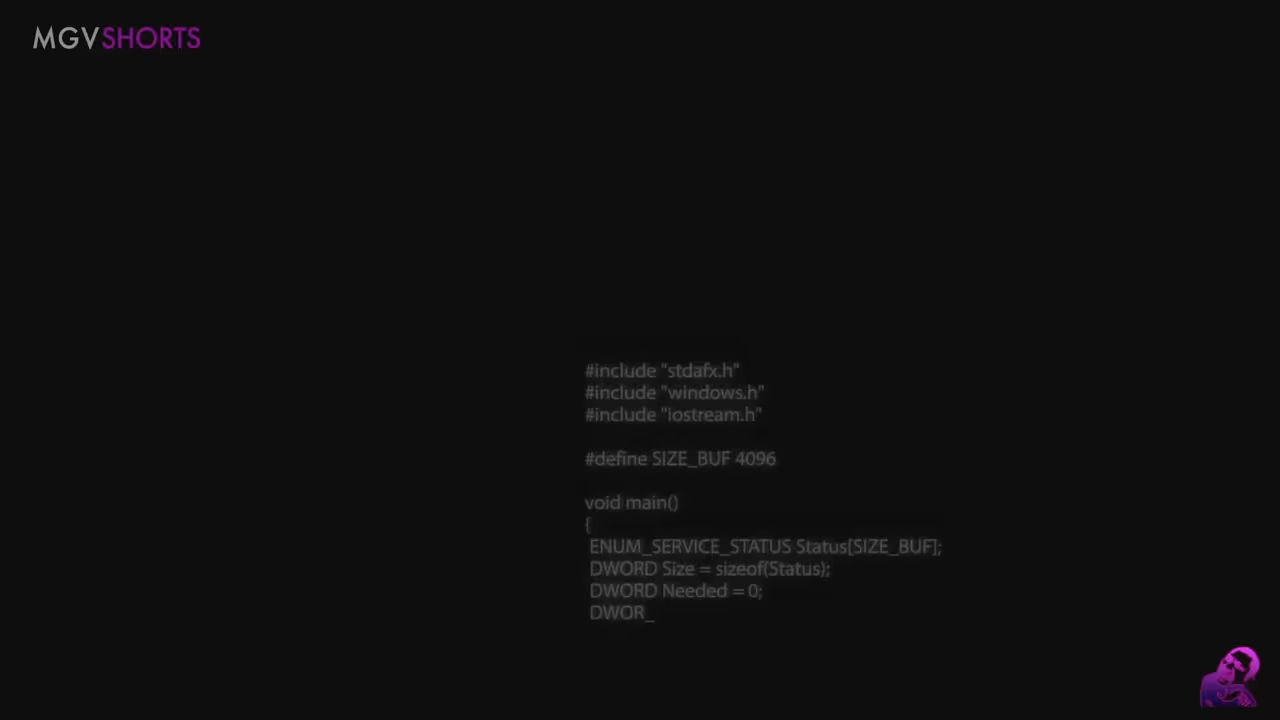 MGVSHORTS
#include "stdafx.h"
#include "windows.h"
#include "iostream.h"
#define SIZE_BUF 4096
void main()
{
ENUM_SERVICE_STATUS Status[SIZE_BUF];
DWORD Size = sizeof(Status);
DWORD Needed = 0;
DWOR_